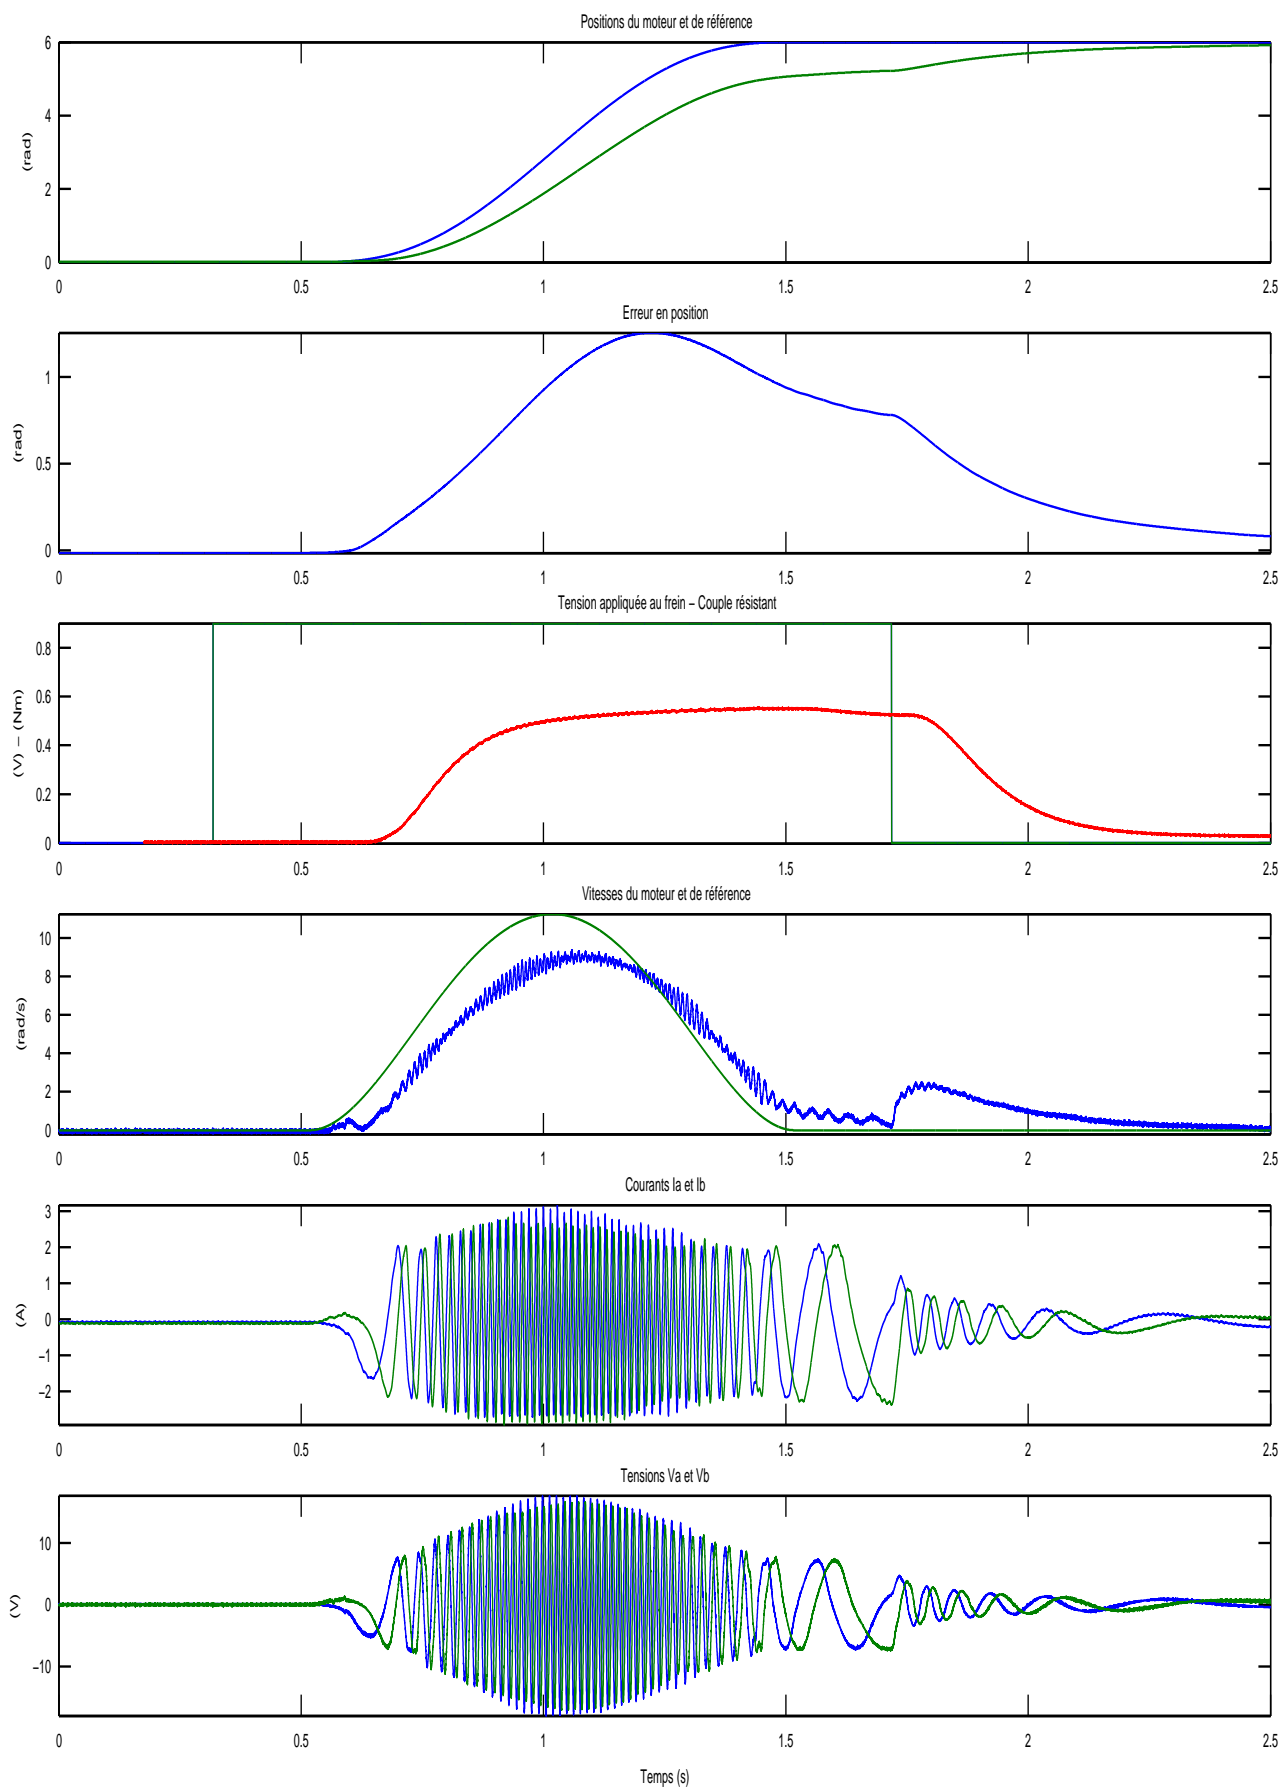 Positions du moteur et de référence
6
4
2
0
(rad)
0 0.5 1 1.5 2 2.5
Erreur en position
1
0.5
0
(rad)
0 0.5 1 1.5 2 2.5
Tension appliquée au frein − Couple résistant
0.8
0.6
0.4
0.2
0
(V) − (Nm)
0 0.5 1 1.5 2 2.5
Vitesses du moteur et de référence
10
8
6
4
2
0
(rad/s)
0 0.5 1 1.5 2 2.5
Courants Ia et Ib
3
2
1
0
−1
−2
(A)
0 0.5 1 1.5 2 2.5
Tensions Va et Vb
10
0
−10
(V)
0 0.5 1 1.5 2 2.5
Temps (s)